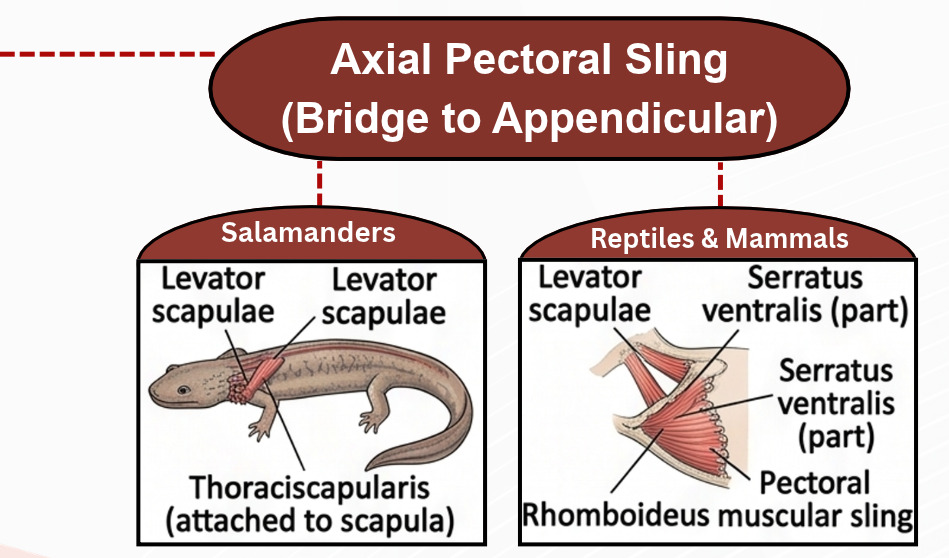 Axial Pectoral Sling
(Bridge to Appendicular)
Salamanders
Levator
scapulae
Levator
scapulae
Thoraciscapularis
(attached to scapula)
Reptiles & Mammals
Levator
scapulae
Serratus
ventralis (part)
Serratus
ventralis
(part)
Pectoral
Rhomboideus muscular sling